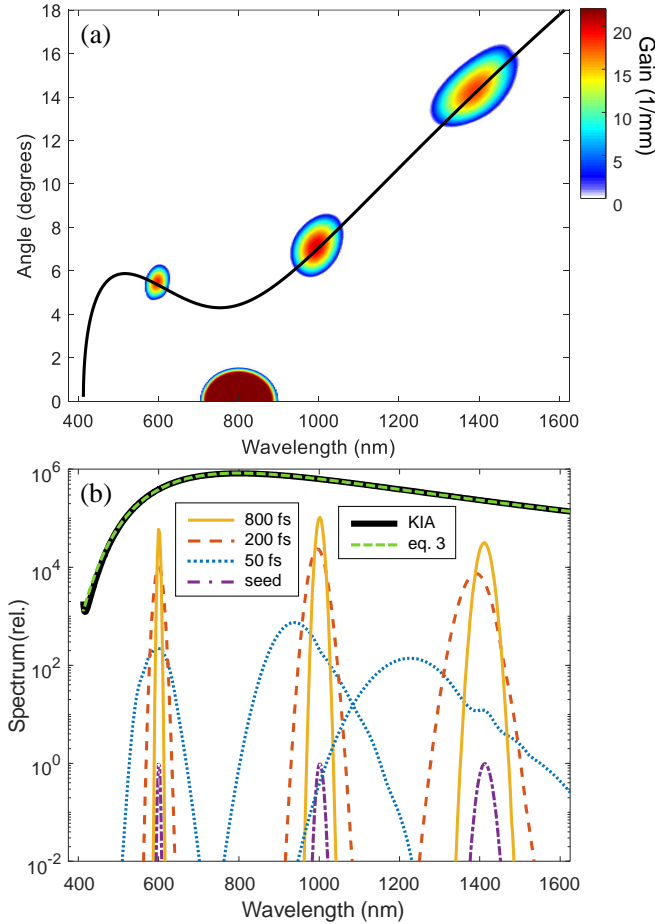 (a)
18
16
14
12
10
8
6
4
2
0
Angle (degrees)
400 600 800 1000 1200 1400 1600
Wavelength (nm)
20
15
10
5
0
Gain (1/mm)
(b)
10^6
10^4
10^2
10^0
10^-2
Spectrum (rel.)
800 fs
200 fs
50 fs
seed
KIA
eq. 3
400 600 800 1000 1200 1400 1600
Wavelength (nm)